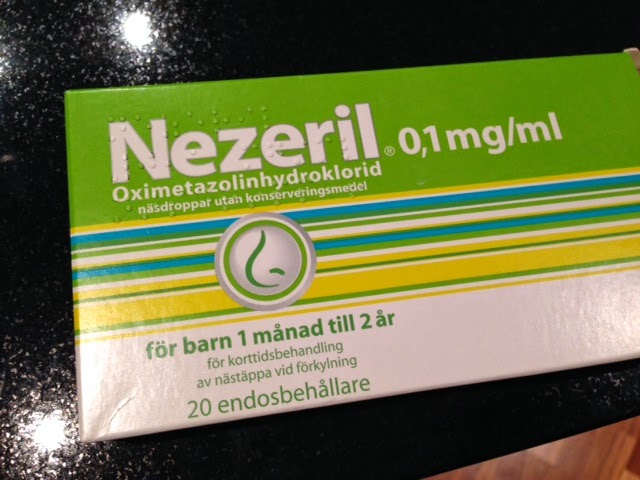 Nezeril® 0,1 mg/ml
Oximetazolinhydroklorid
näsdroppar utan konserveringsmedel
för barn 1 månad till 2 år
för korttidsbehandling
av nästäppa vid förkylning
20 endosbehållare